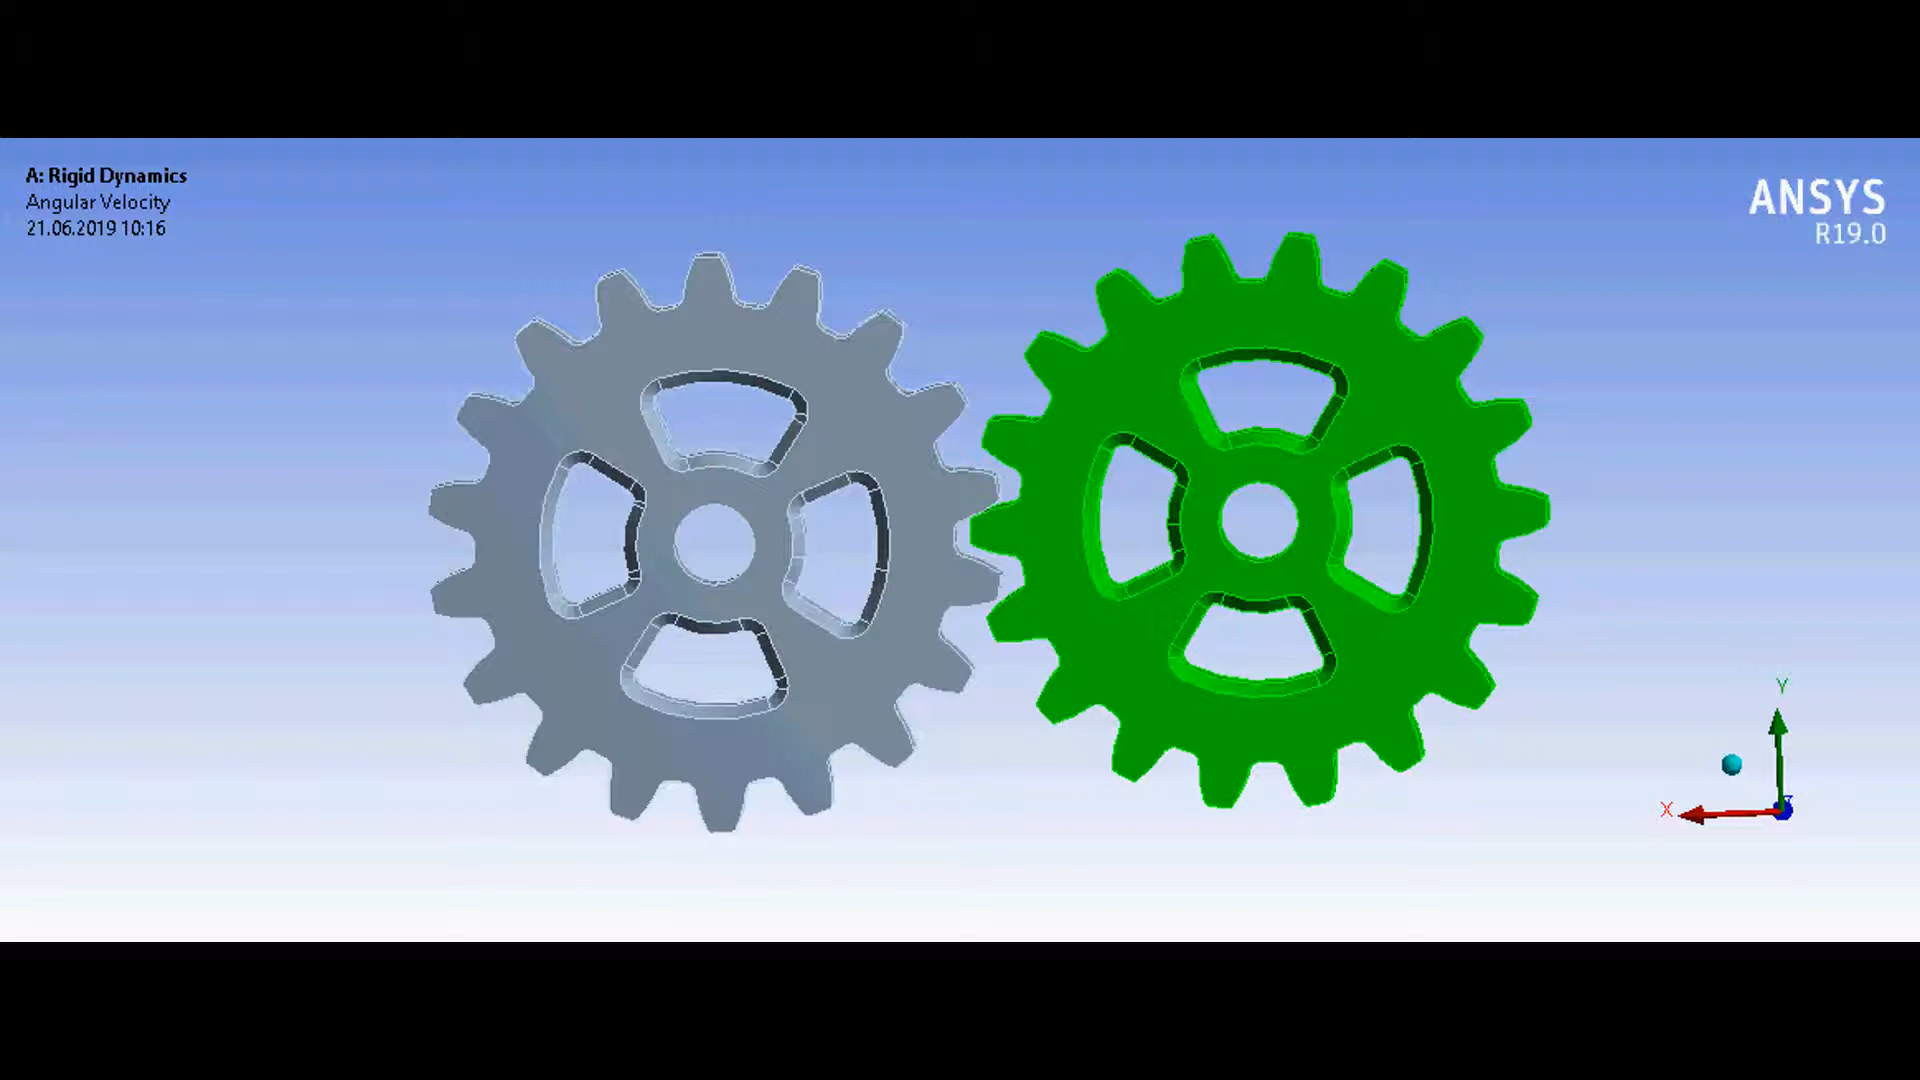 A: Rigid Dynamics
Angular Velocity
21.06.2019 10:16
ANSYS
R19.0
Y
X
Z